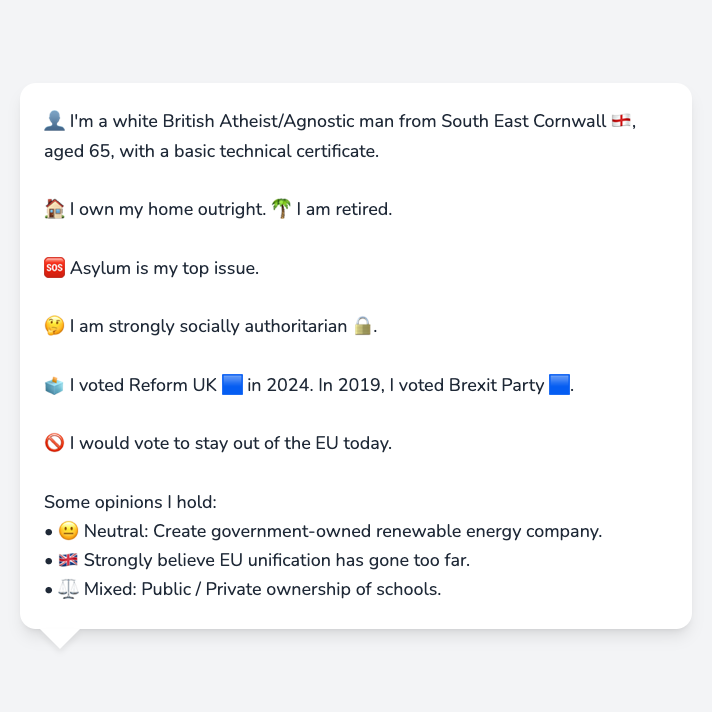 👤 I'm a white British Atheist/Agnostic man from South East Cornwall 🏴󠁧󠁢󠁥󠁮󠁧󠁿,
aged 65, with a basic technical certificate.
🏠 I own my home outright. 🌴 I am retired.
🆘 Asylum is my top issue.
🤔 I am strongly socially authoritarian 🔒.
🗳️ I voted Reform UK 🟦 in 2024. In 2019, I voted Brexit Party 🟦.
🚫 I would vote to stay out of the EU today.
Some opinions I hold:
• 😐 Neutral: Create government-owned renewable energy company.
• 🇬🇧 Strongly believe EU unification has gone too far.
• ⚖️ Mixed: Public / Private ownership of schools.